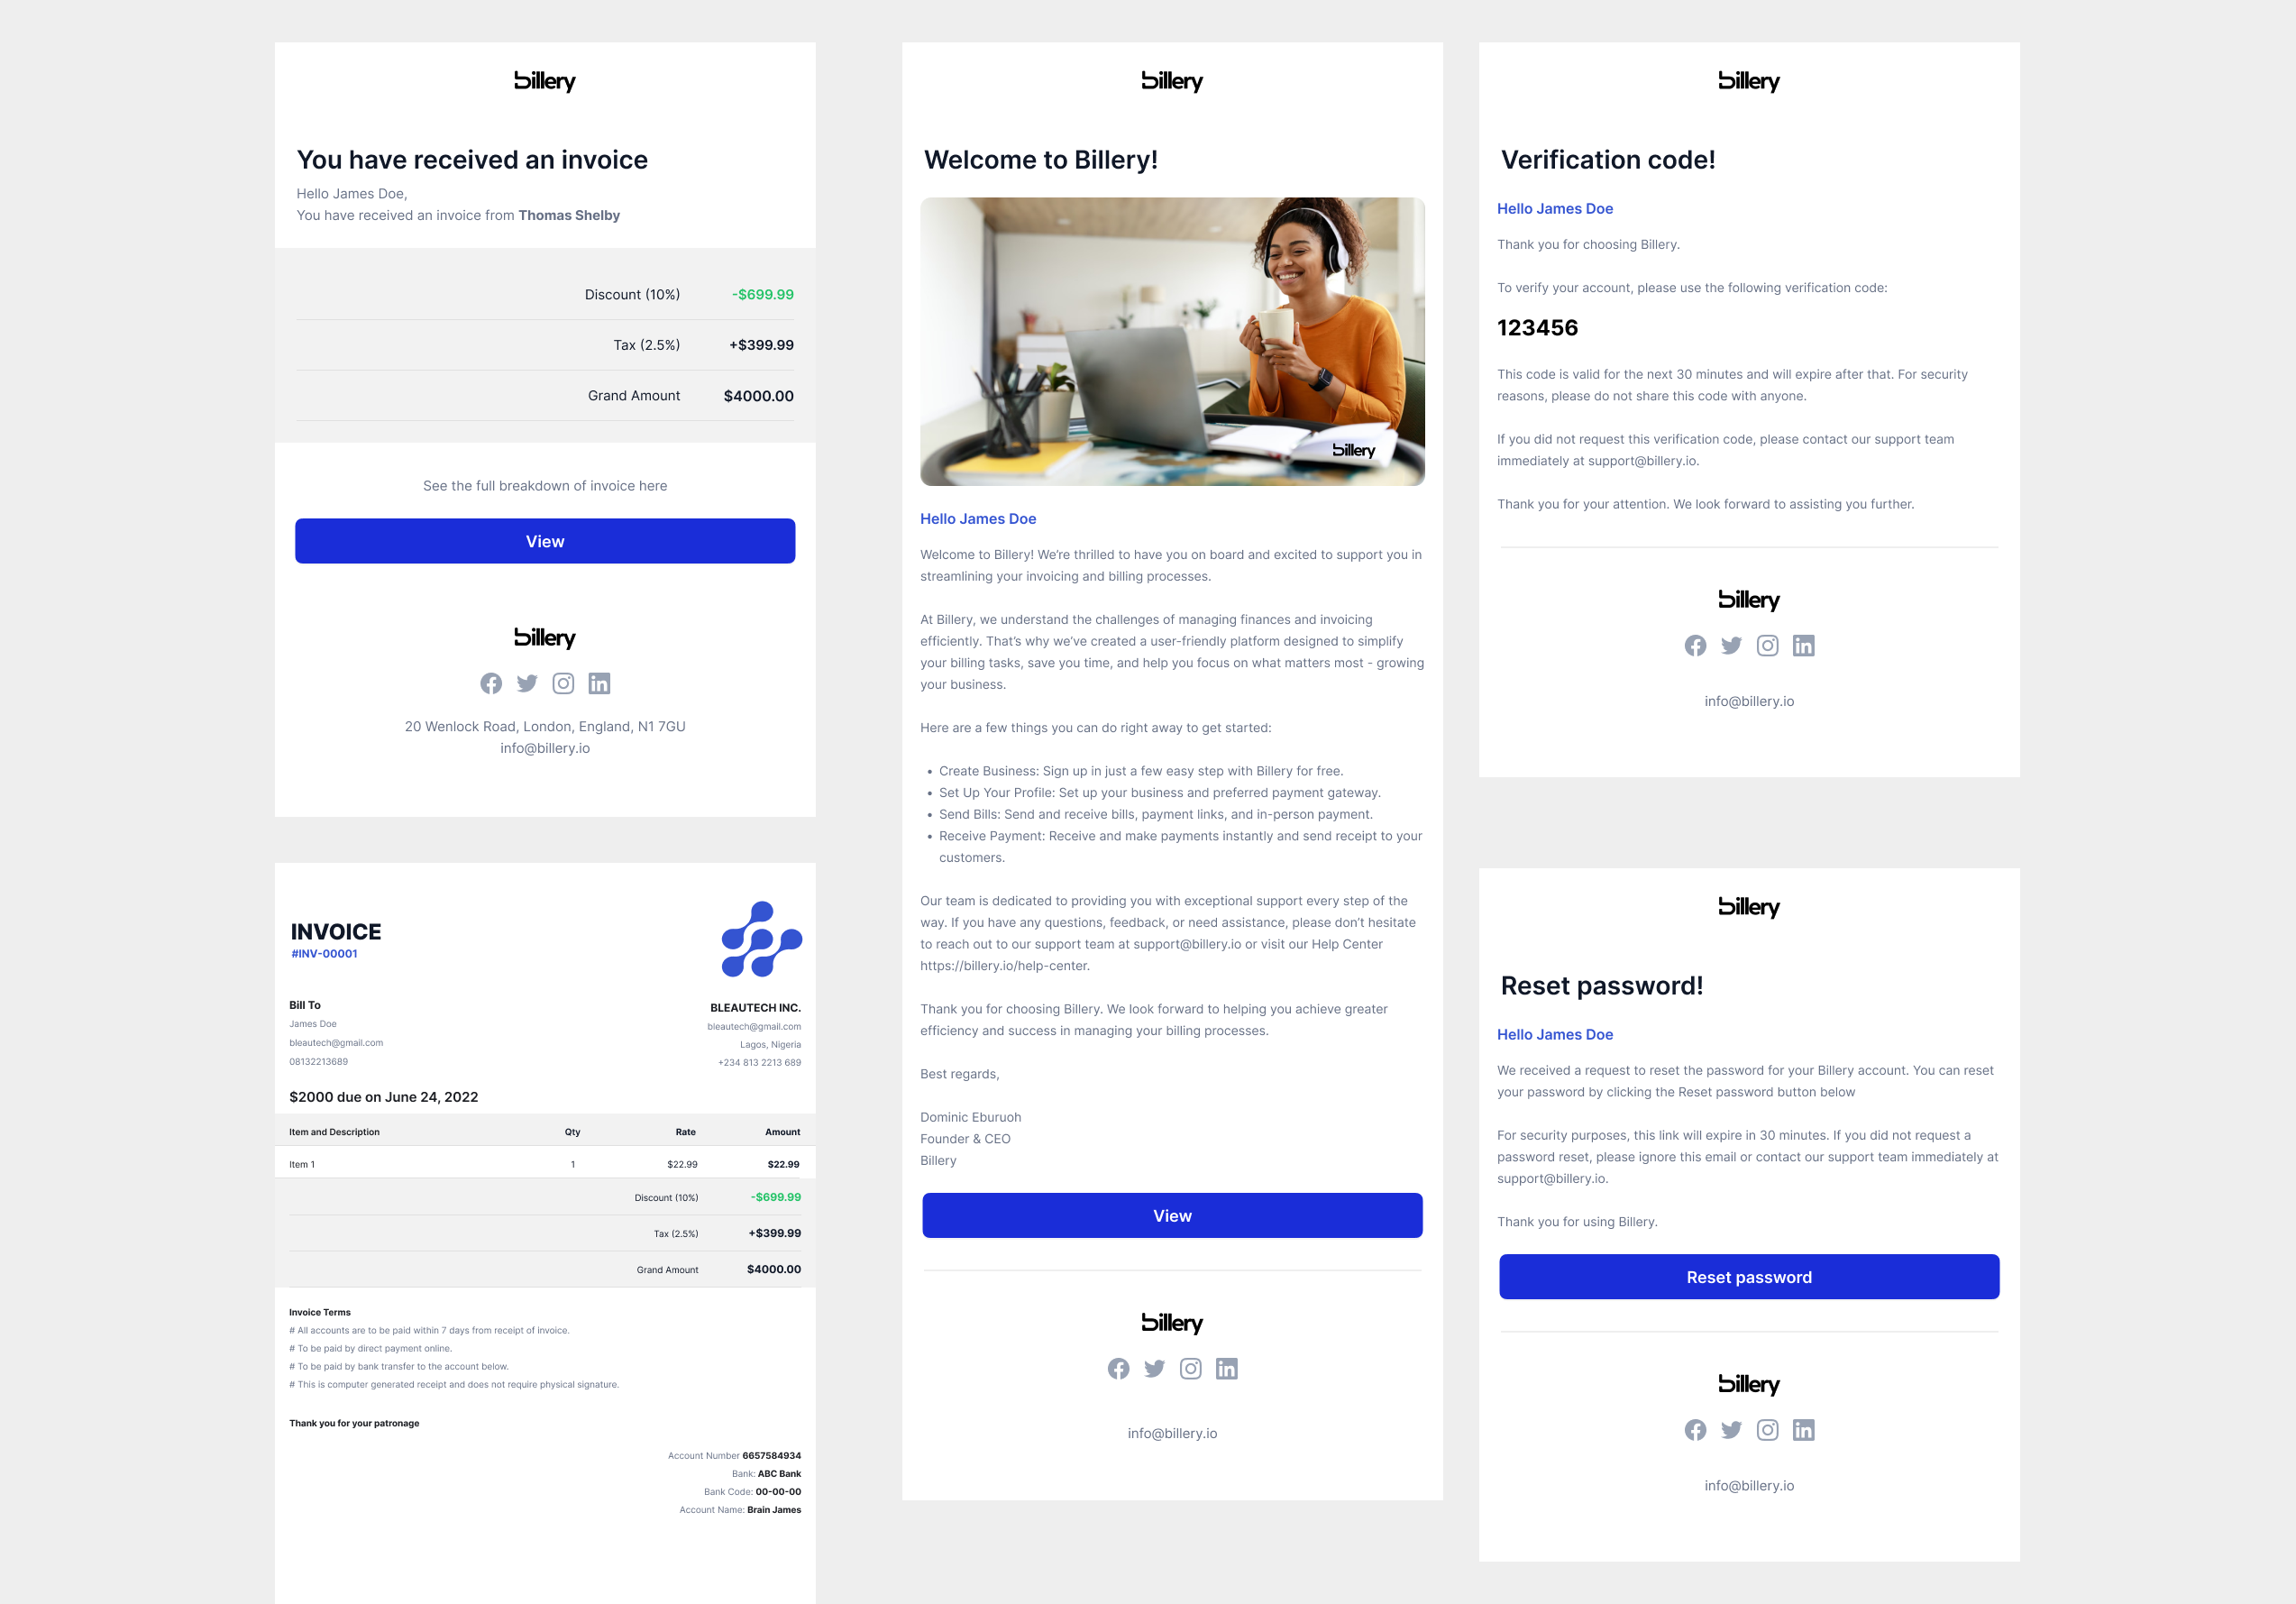 billery
You have received an invoice
Hello James Doe,
You have received an invoice from Thomas Shelby
Discount (10%) -$699.99
Tax (2.5%) +$399.99
Grand Amount $4000.00
See the full breakdown of invoice here
View
billery
20 Wenlock Road, London, England, N1 7GU
info@billery.io
INVOICE
#INV-00001
Bill To
James Doe
bleautech@gmail.com
08132213689
BLEAUTECH INC.
bleautech@gmail.com
Lagos, Nigeria
+234 813 2213 689
$2000 due on June 24, 2022
Item and Description Qty Rate Amount
Item 1 1 $22.99 $22.99
Discount (10%) -$699.99
Tax (2.5%) +$399.99
Grand Amount $4000.00
Invoice Terms
# All accounts are to be paid within 7 days from receipt of invoice.
# To be paid by direct payment online.
# To be paid by bank transfer to the account below.
# This is computer generated receipt and does not require physical signature.
Thank you for your patronage
Account Number 6657584934
Bank: ABC Bank
Bank Code: 00-00-00
Account Name: Brain James
billery
Welcome to Billery!
billery
Hello James Doe
Welcome to Billery! We're thrilled to have you on board and excited to support you in
streamlining your invoicing and billing processes.
At Billery, we understand the challenges of managing finances and invoicing
efficiently. That's why we've created a user-friendly platform designed to simplify
your billing tasks, save you time, and help you focus on what matters most - growing
your business.
Here are a few things you can do right away to get started:
• Create Business: Sign up in just a few easy step with Billery for free.
• Set Up Your Profile: Set up your business and preferred payment gateway.
• Send Bills: Send and receive bills, payment links, and in-person payment.
• Receive Payment: Receive and make payments instantly and send receipt to your
customers.
Our team is dedicated to providing you with exceptional support every step of the
way. If you have any questions, feedback, or need assistance, please don't hesitate
to reach out to our support team at support@billery.io or visit our Help Center
https://billery.io/help-center.
Thank you for choosing Billery. We look forward to helping you achieve greater
efficiency and success in managing your billing processes.
Best regards,
Dominic Eburuoh
Founder & CEO
Billery
View
billery
info@billery.io
billery
Verification code!
Hello James Doe
Thank you for choosing Billery.
To verify your account, please use the following verification code:
123456
This code is valid for the next 30 minutes and will expire after that. For security
reasons, please do not share this code with anyone.
If you did not request this verification code, please contact our support team
immediately at support@billery.io.
Thank you for your attention. We look forward to assisting you further.
billery
info@billery.io
billery
Reset password!
Hello James Doe
We received a request to reset the password for your Billery account. You can reset
your password by clicking the Reset password button below
For security purposes, this link will expire in 30 minutes. If you did not request a
password reset, please ignore this email or contact our support team immediately at
support@billery.io.
Thank you for using Billery.
Reset password
billery
info@billery.io